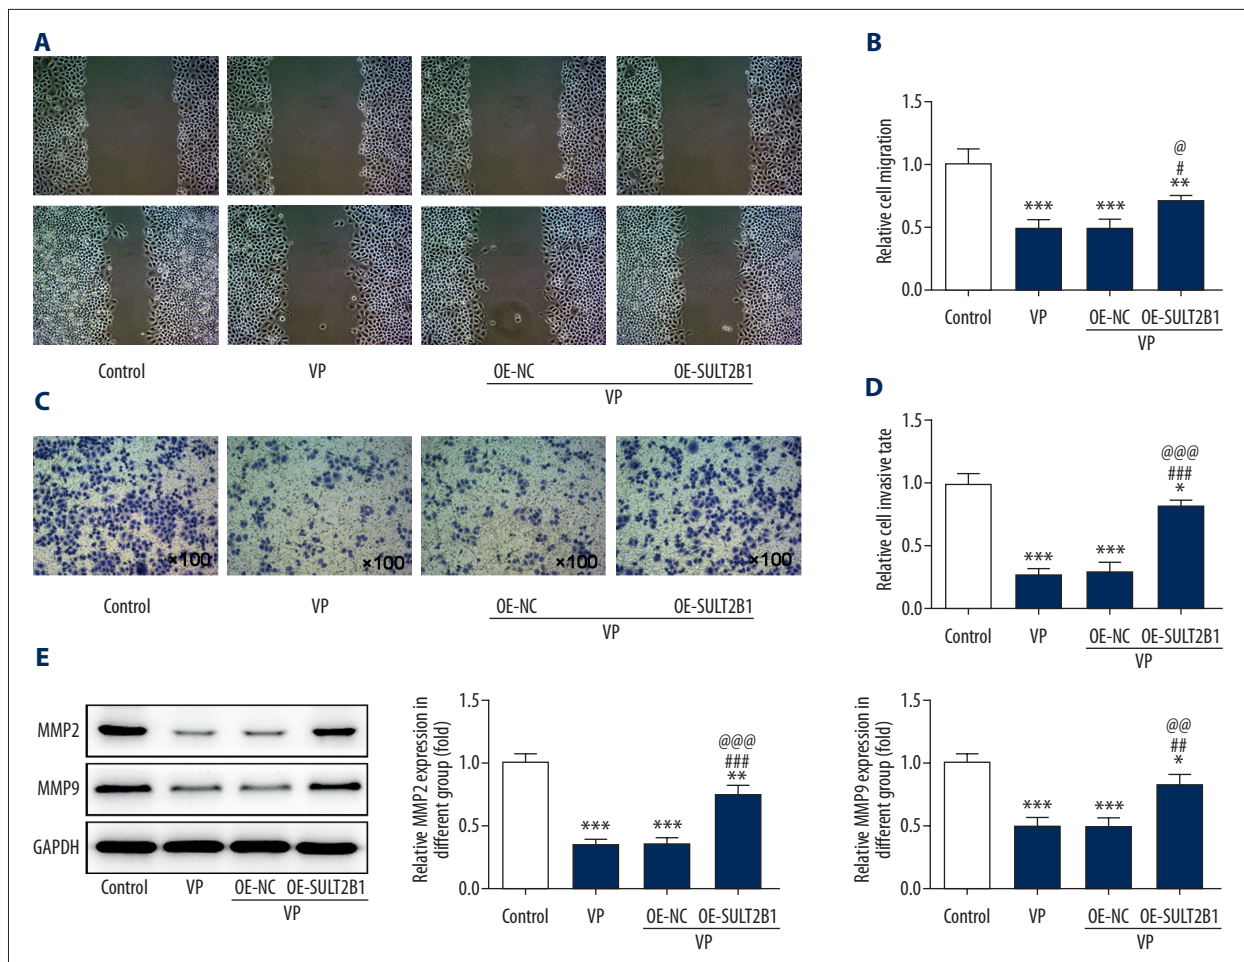 A
Control
VP
OE-NC
OE-SULT2B1
VP
B
Relative cell migration
1.5
1.0
0.5
0.0
***
***
@
#
**
Control
VP
OE-NC OE-SULT2B1
VP
C
×100
×100
×100
×100
Control
VP
OE-NC
OE-SULT2B1
VP
D
Relative cell invasive tate
1.5
1.0
0.5
0.0
***
***
@@@
###
*
Control
VP
OE-NC OE-SULT2B1
VP
E
MMP2
MMP9
GAPDH
Control
VP
OE-NC OE-SULT2B1
VP
Relative MMP2 expression in
different group (fold)
1.5
1.0
0.5
0.0
***
***
@@@
###
**
Control
VP
OE-NC OE-SULT2B1
VP
Relative MMP9 expression in
different group (fold)
1.5
1.0
0.5
0.0
***
***
@@
##
*
Control
VP
OE-NC OE-SULT2B1
VP